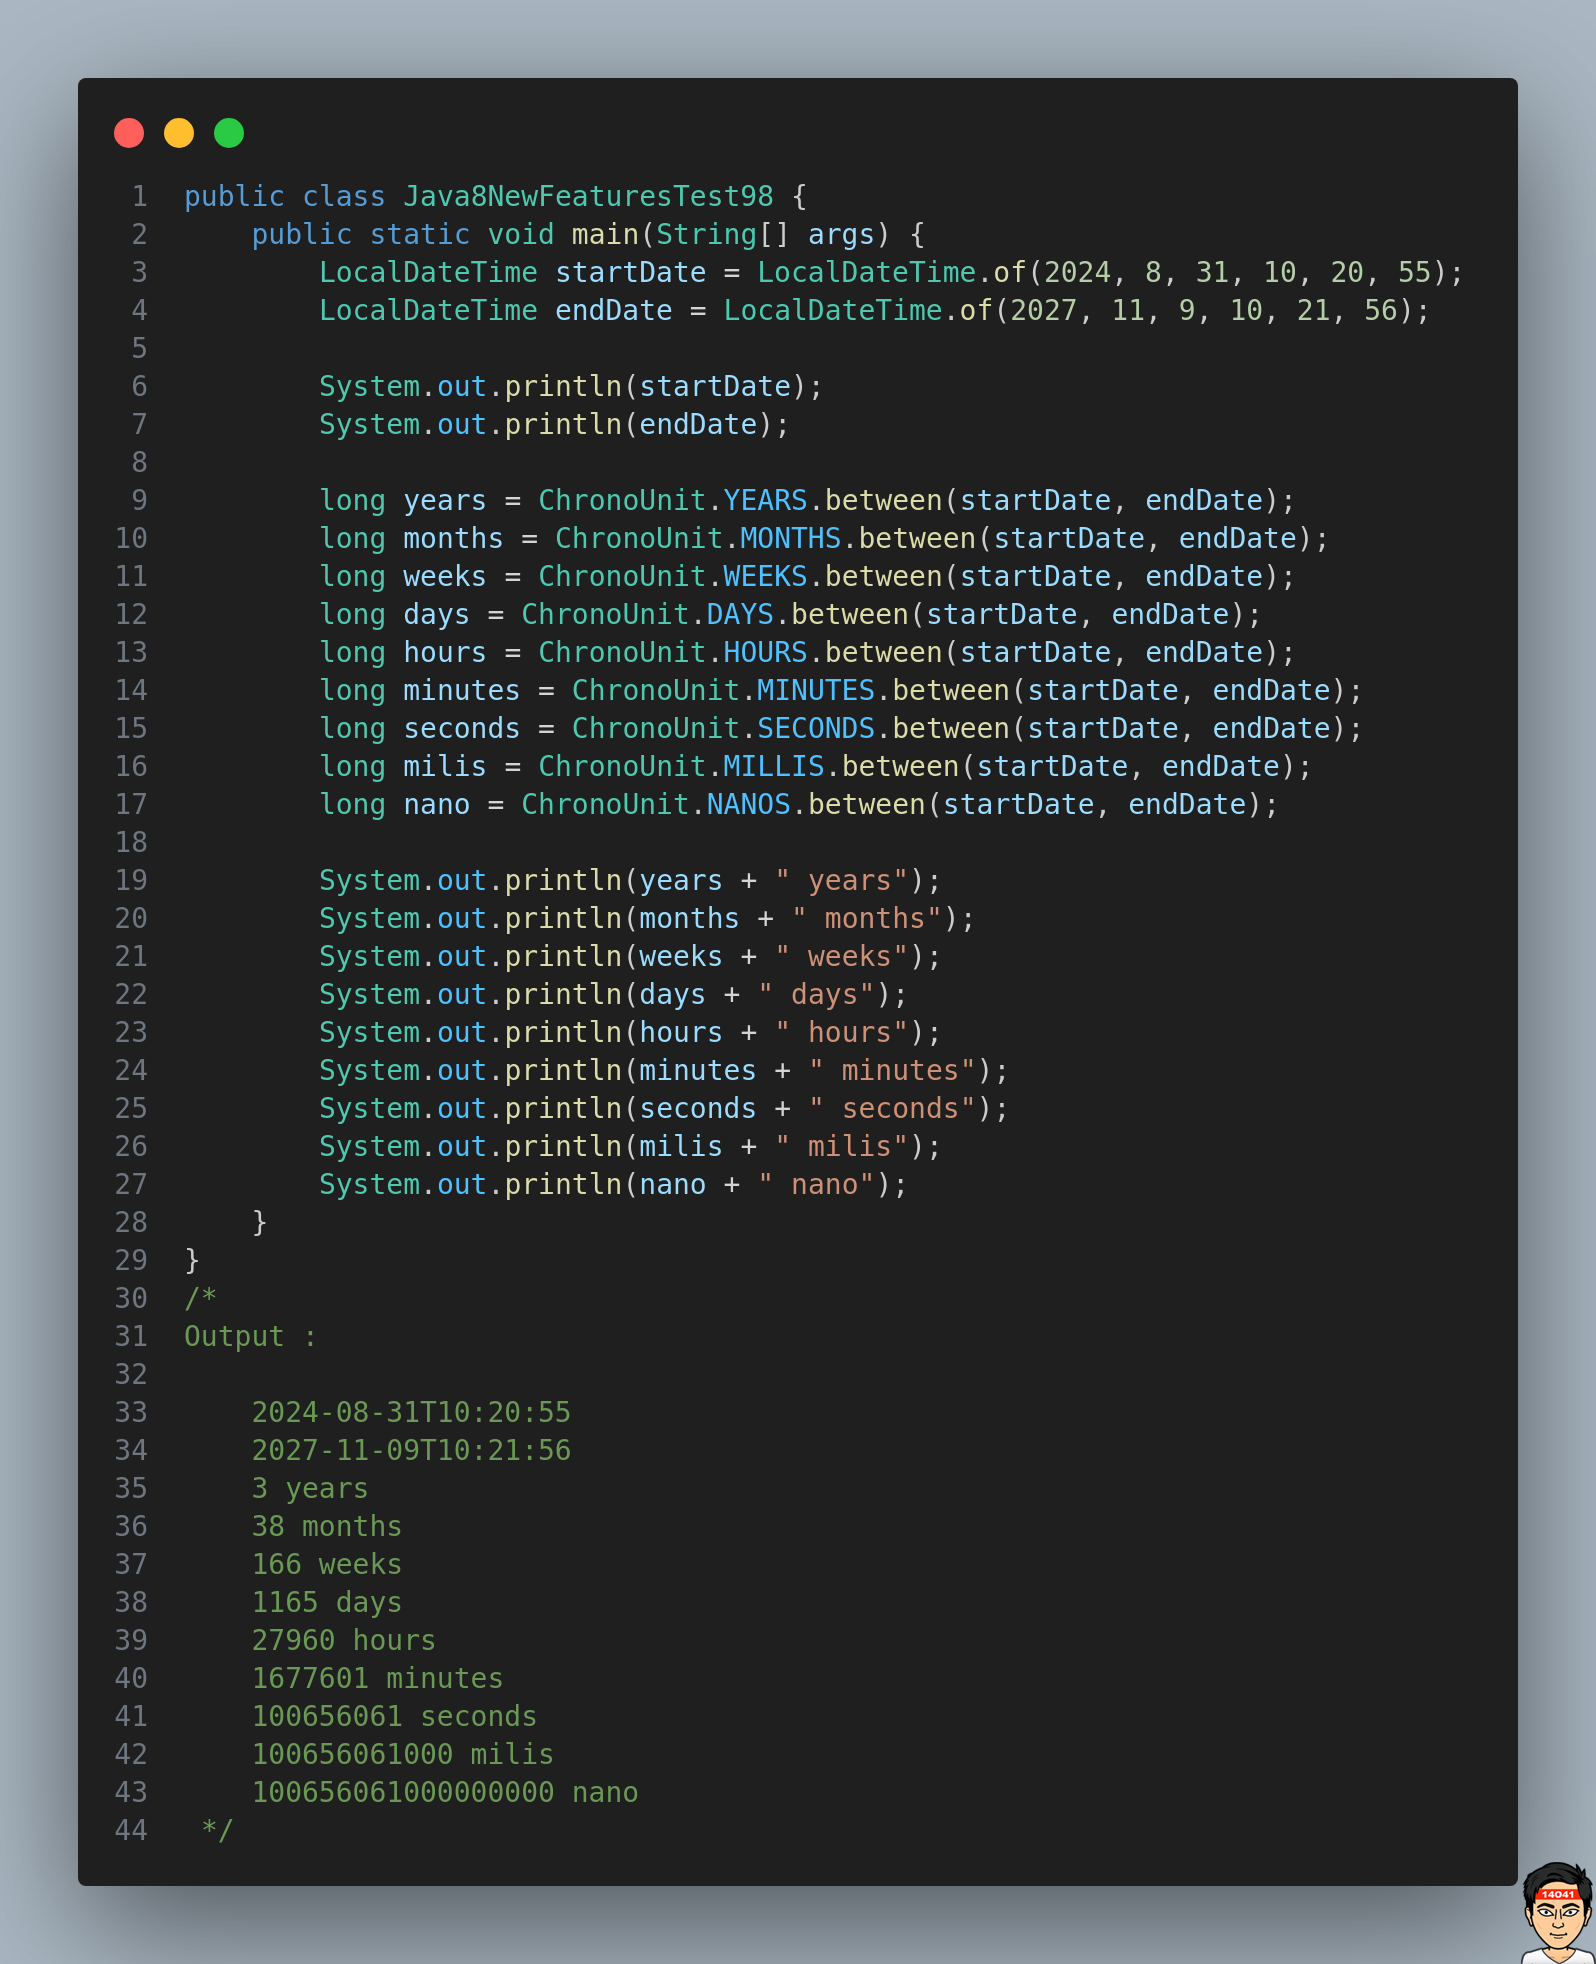 1 public class Java8NewFeaturesTest98 {
2     public static void main(String[] args) {
3         LocalDateTime startDate = LocalDateTime.of(2024, 8, 31, 10, 20, 55);
4         LocalDateTime endDate = LocalDateTime.of(2027, 11, 9, 10, 21, 56);
5
6         System.out.println(startDate);
7         System.out.println(endDate);
8
9         long years = ChronoUnit.YEARS.between(startDate, endDate);
10         long months = ChronoUnit.MONTHS.between(startDate, endDate);
11         long weeks = ChronoUnit.WEEKS.between(startDate, endDate);
12         long days = ChronoUnit.DAYS.between(startDate, endDate);
13         long hours = ChronoUnit.HOURS.between(startDate, endDate);
14         long minutes = ChronoUnit.MINUTES.between(startDate, endDate);
15         long seconds = ChronoUnit.SECONDS.between(startDate, endDate);
16         long milis = ChronoUnit.MILLIS.between(startDate, endDate);
17         long nano = ChronoUnit.NANOS.between(startDate, endDate);
18
19         System.out.println(years + " years");
20         System.out.println(months + " months");
21         System.out.println(weeks + " weeks");
22         System.out.println(days + " days");
23         System.out.println(hours + " hours");
24         System.out.println(minutes + " minutes");
25         System.out.println(seconds + " seconds");
26         System.out.println(milis + " milis");
27         System.out.println(nano + " nano");
28     }
29 }
30 /*
31 Output :
32
33     2024-08-31T10:20:55
34     2027-11-09T10:21:56
35     3 years
36     38 months
37     166 weeks
38     1165 days
39     27960 hours
40     1677601 minutes
41     100656061 seconds
42     100656061000 milis
43     100656061000000000 nano
44  */
14041